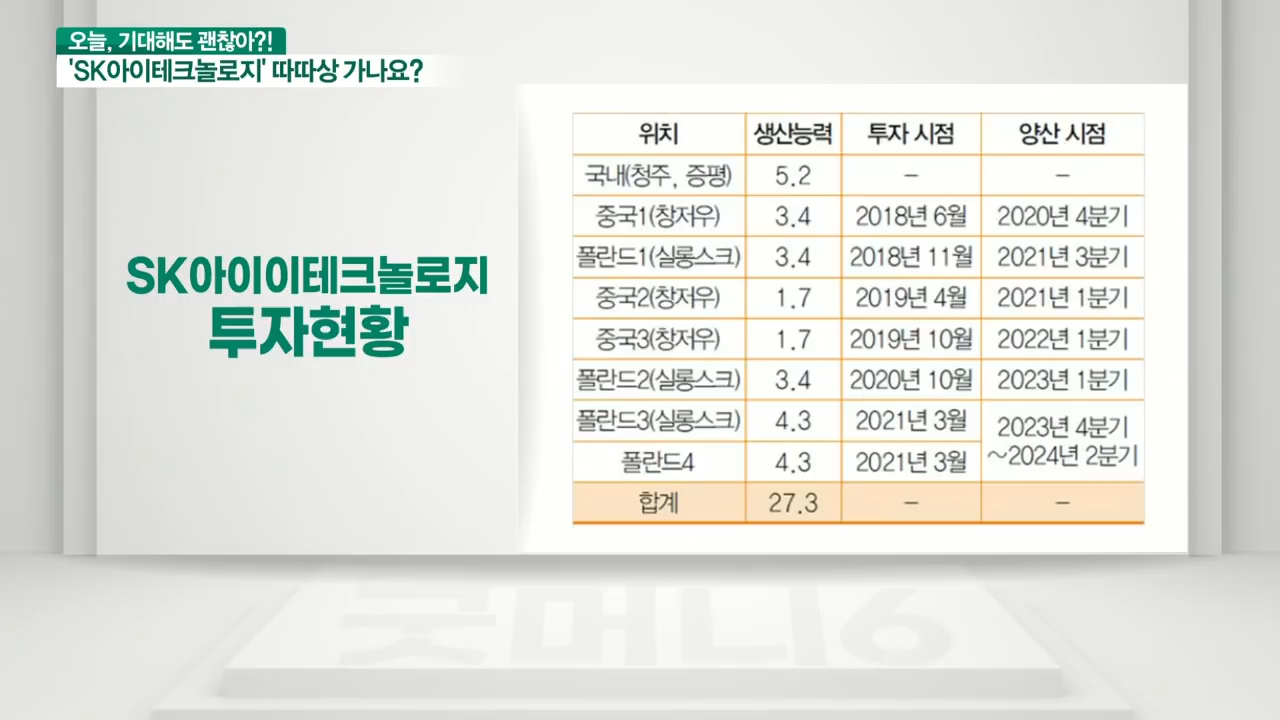 오늘, 기대해도 괜찮아?!
'SK아이테크놀로지' 따따상 가나요?
SK아이이테크놀로지
투자현황
위치 생산능력 투자 시점 양산 시점
국내(청주, 증평) 5.2 – –
중국1(창저우) 3.4 2018년 6월 2020년 4분기
폴란드1(실롱스크) 3.4 2018년 11월 2021년 3분기
중국2(창저우) 1.7 2019년 4월 2021년 1분기
중국3(창저우) 1.7 2019년 10월 2022년 1분기
폴란드2(실롱스크) 3.4 2020년 10월 2023년 1분기
폴란드3(실롱스크) 4.3 2021년 3월 2023년 4분기
폴란드4 4.3 2021년 3월 ~2024년 2분기
합계 27.3 – –
굿머니6